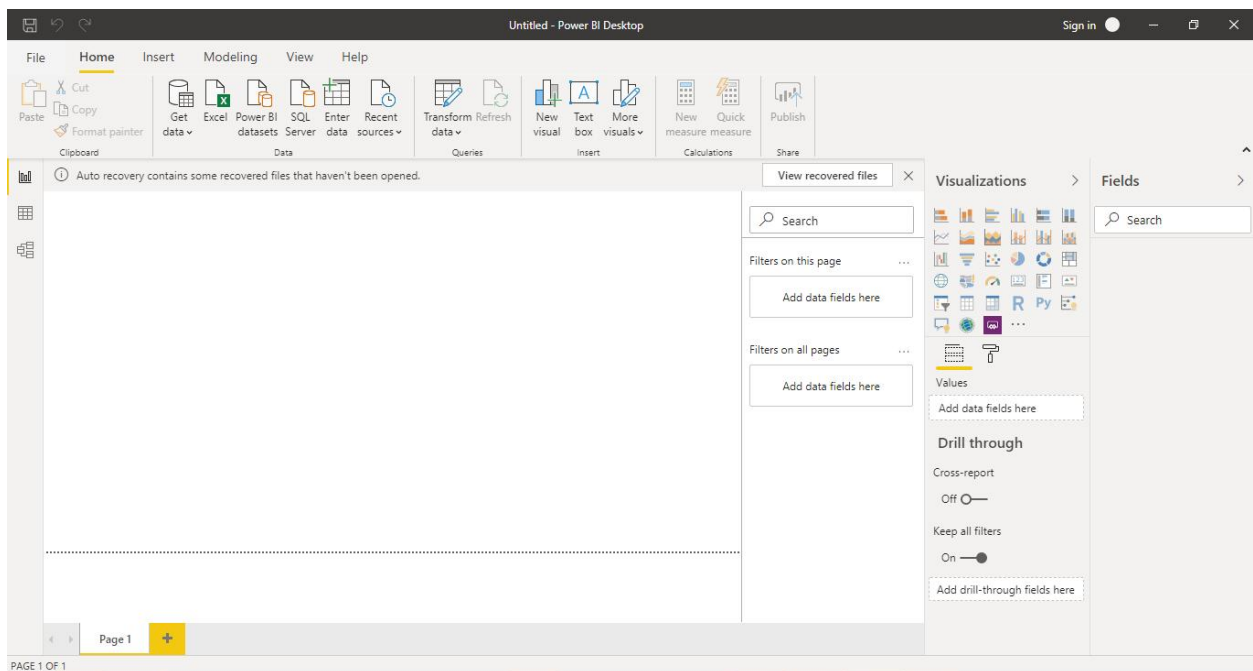 Untitled - Power BI Desktop
Sign in
File Home Insert Modeling View Help
Paste
Cut
Copy
Format painter
Clipboard
Get data
Excel
Power BI datasets
SQL Server
Enter data
Recent sources
Data
Transform data
Refresh
Queries
New visual
Text box
More visuals
Insert
New measure
Quick measure
Calculations
Publish
Share
Auto recovery contains some recovered files that haven't been opened.
View recovered files
Search
Filters on this page
Add data fields here
Filters on all pages
Add data fields here
Visualizations
R Py
123
Values
Add data fields here
Drill through
Cross-report
Off
Keep all filters
On
Add drill-through fields here
Fields
Search
Page 1
PAGE 1 OF 1